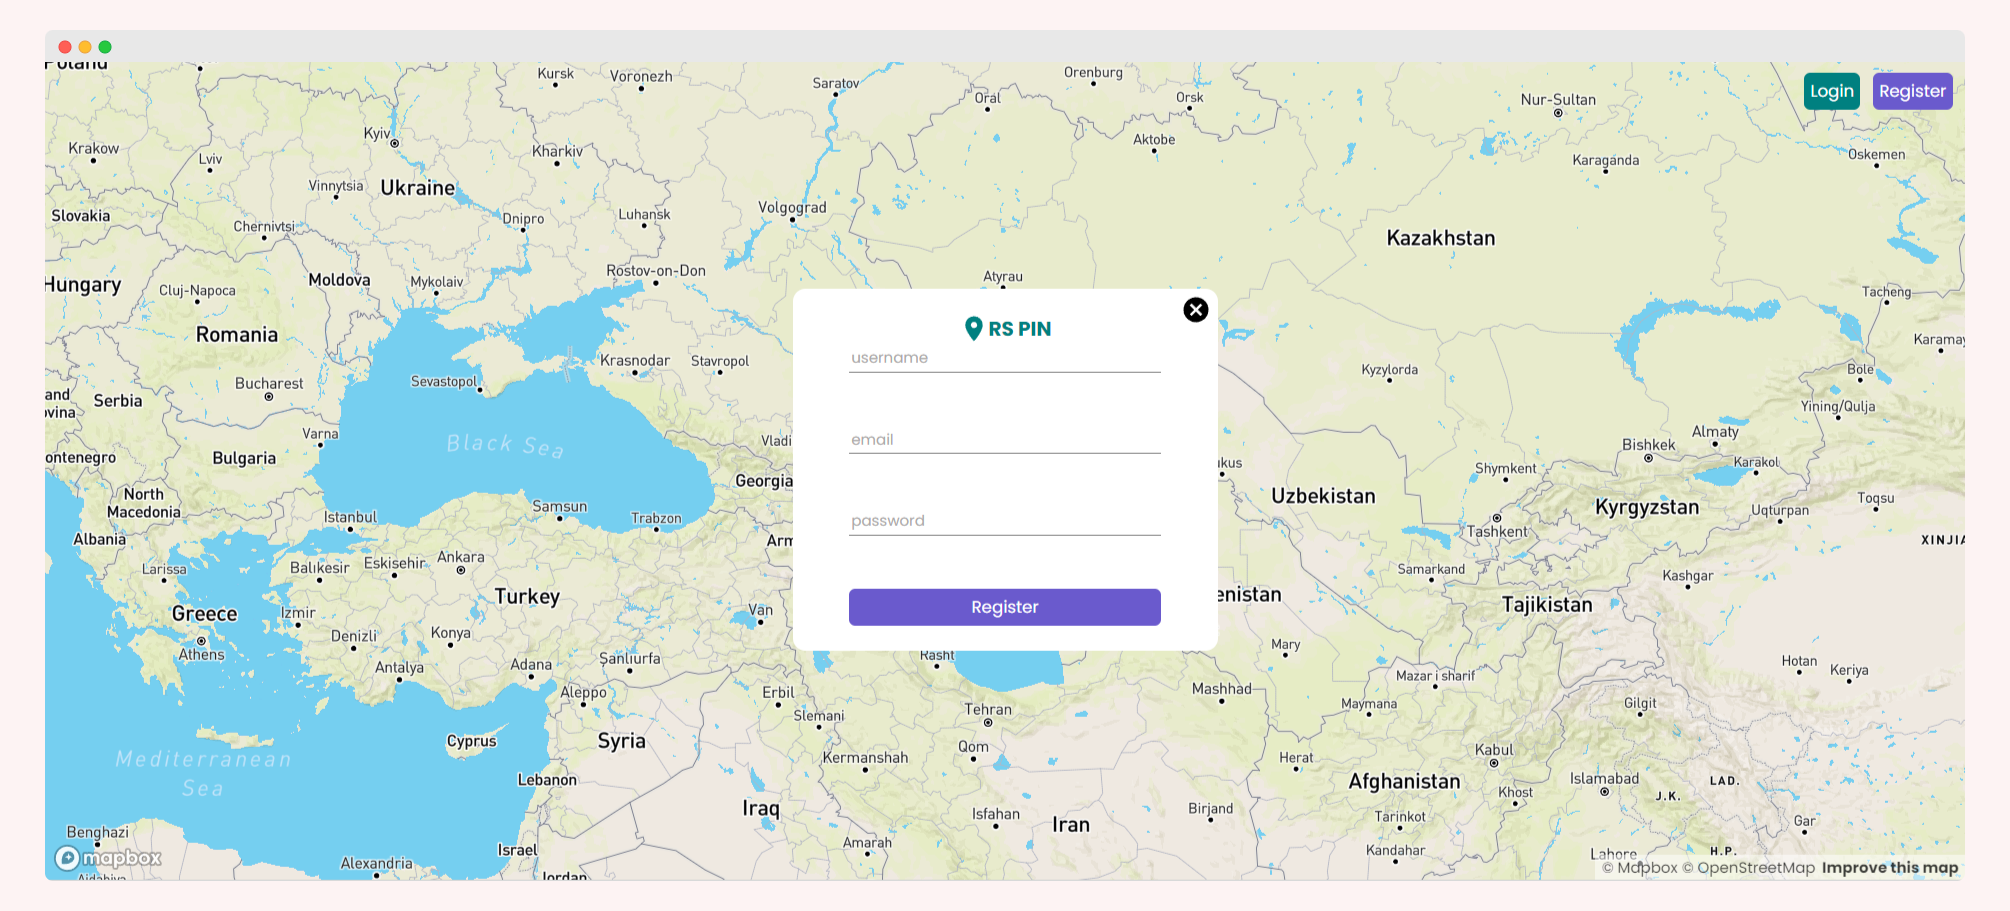 Poland
Kursk
Voronezh
Saratov
Orenburg
Oral
Orsk
Nur-Sultan
Login
Register
Krakow
Lviv
Kyiv
Kharkiv
Aktobe
Karaganda
Oskemen
Vinnytsia
Ukraine
Slovakia
Chernivtsi
Dnipro
Luhansk
Volgograd
Kazakhstan
Hungary
Cluj-Napoca
Moldova
Mykolaiv
Rostov-on-Don
Atyrau
Tacheng
Romania
RS PIN
username
email
password
Register
Krasnodar
Stavropol
Kyzylorda
Karamay
Bole
Bucharest
Sevastopol
and
vina
Serbia
Yining/Qulja
Varna
Black Sea
Vladi
Bishkek
Almaty
ontenegro
Bulgaria
Georgia
ukus
Shymkent
Karakol
North
Macedonia
Uzbekistan
Kyrgyzstan
Toqsu
Uqturpan
Istanbul
Samsun
Trabzon
Tashkent
Albania
Arm
XINJIA
Larissa
Balıkesir
Eskisehir
Ankara
Samarkand
Kashgar
Greece
Izmir
Turkey
Van
enistan
Tajikistan
Denizli
Konya
Athens
Antalya
Adana
Şanlıurfa
Rasht
Mary
Hotan
Keriya
Mazar i sharif
Aleppo
Erbil
Mashhad
Maymana
Gilgit
Slemani
Tehran
Cyprus
Syria
Qom
Kabul
Mediterranean
Sea
Kermanshah
Herat
Lebanon
Afghanistan
Islamabad
LAD.
Khost
J.K.
Iraq
Isfahan
Iran
Birjand
Tarinkot
Gar
Benghazi
Amarah
Kandahar
Lahore
H.P.
Israel
mapbox
Alexandria
Jordan
Ajdabiya
© Mapbox © OpenStreetMap Improve this map